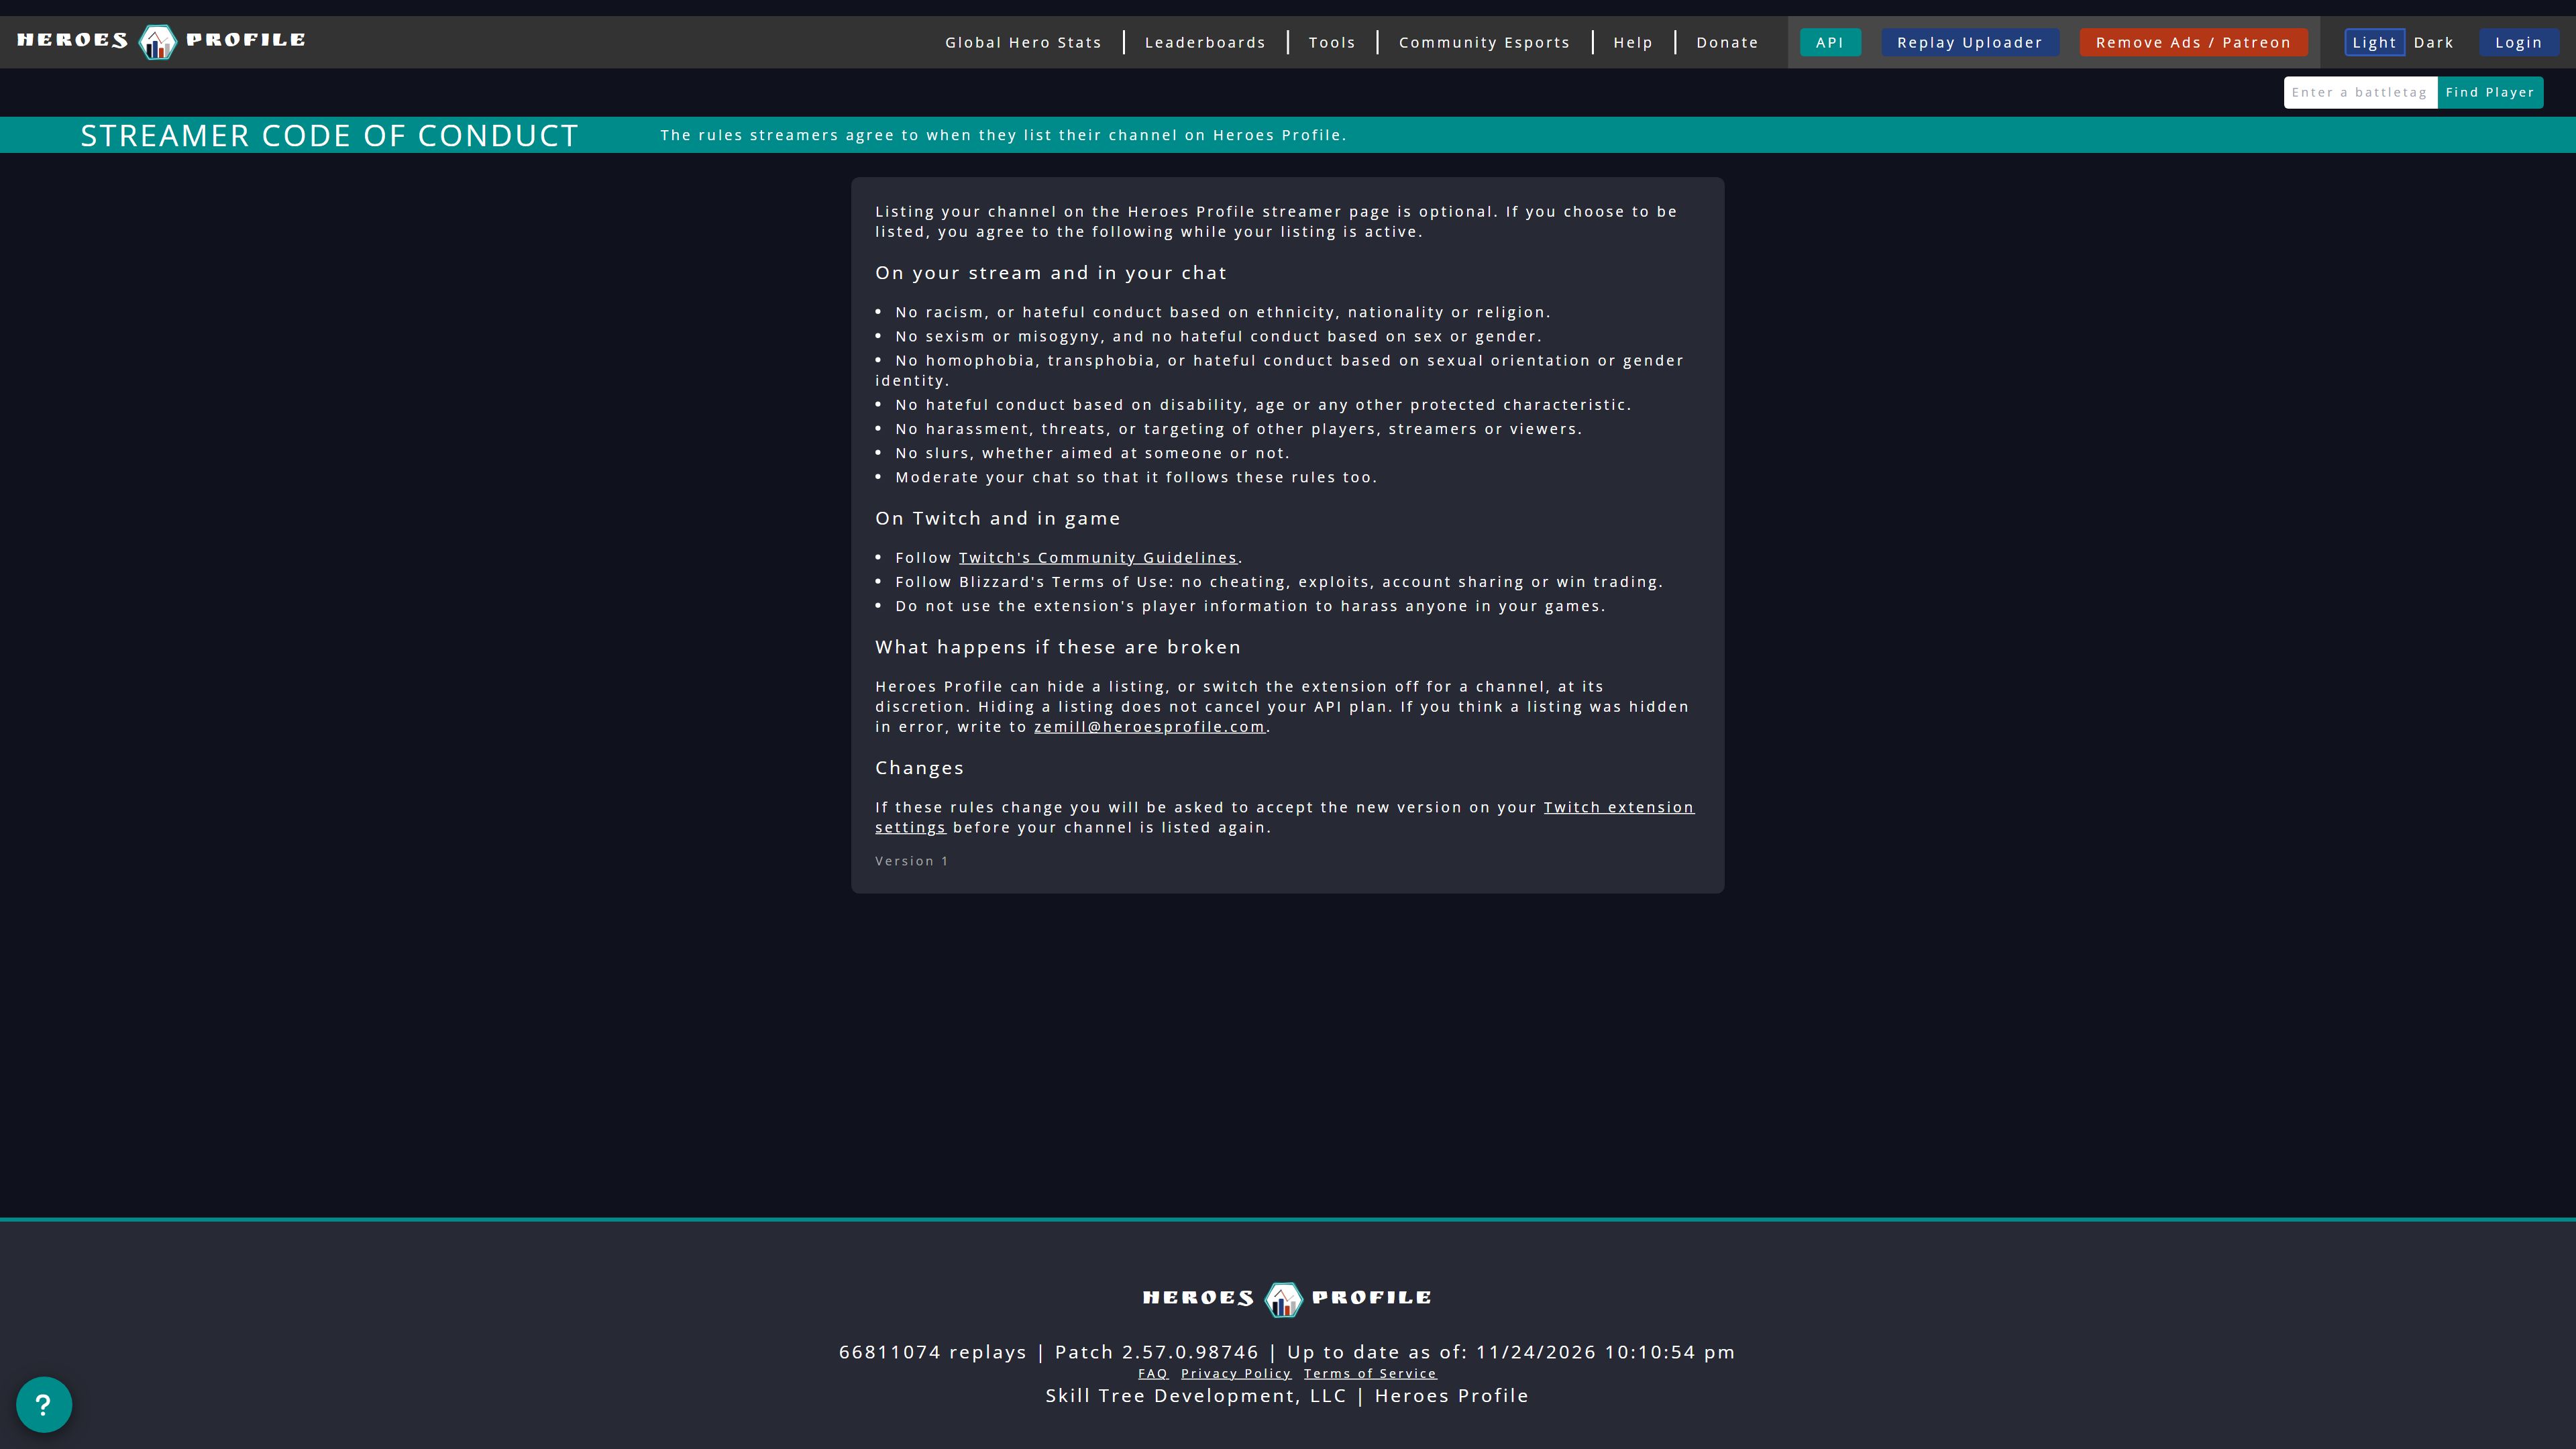 HEROES PROFILE
Global Hero Stats
Leaderboards
Tools
Community Esports
Help
Donate
API
Replay Uploader
Remove Ads / Patreon
Light
Dark
Login
Enter a battletag
Find Player
STREAMER CODE OF CONDUCT
The rules streamers agree to when they list their channel on Heroes Profile.
Listing your channel on the Heroes Profile streamer page is optional. If you choose to be
listed, you agree to the following while your listing is active.
On your stream and in your chat
• No racism, or hateful conduct based on ethnicity, nationality or religion.
• No sexism or misogyny, and no hateful conduct based on sex or gender.
• No homophobia, transphobia, or hateful conduct based on sexual orientation or gender
identity.
• No hateful conduct based on disability, age or any other protected characteristic.
• No harassment, threats, or targeting of other players, streamers or viewers.
• No slurs, whether aimed at someone or not.
• Moderate your chat so that it follows these rules too.
On Twitch and in game
• Follow Twitch's Community Guidelines.
• Follow Blizzard's Terms of Use: no cheating, exploits, account sharing or win trading.
• Do not use the extension's player information to harass anyone in your games.
What happens if these are broken
Heroes Profile can hide a listing, or switch the extension off for a channel, at its
discretion. Hiding a listing does not cancel your API plan. If you think a listing was hidden
in error, write to zemill@heroesprofile.com.
Changes
If these rules change you will be asked to accept the new version on your Twitch extension
settings before your channel is listed again.
Version 1
HEROES PROFILE
66811074 replays | Patch 2.57.0.98746 | Up to date as of: 11/24/2026 10:10:54 pm
FAQ Privacy Policy Terms of Service
Skill Tree Development, LLC | Heroes Profile
?